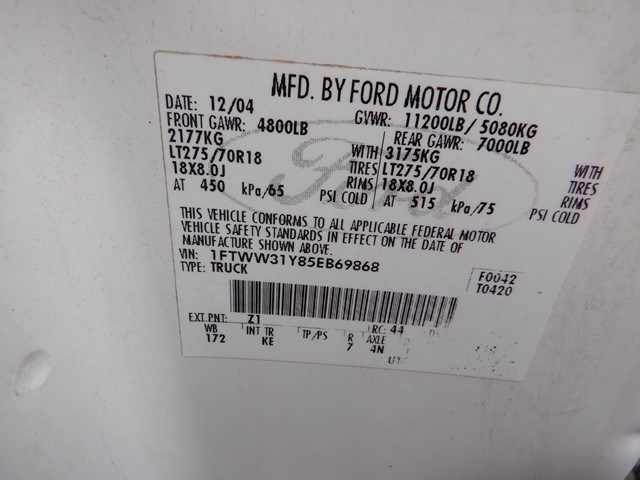 MFD. BY FORD MOTOR CO.
DATE: 12/04 GVWR: 11200LB/ 5080KG
FRONT GAWR: 4800LB REAR GAWR: 7000LB
2177KG WITH 3175KG WITH
LT275/70R18 TIRES LT275/70R18 TIRES
18X8.0J RIMS 18X8.0J RIMS
AT 450 kPa/65 PSI COLD AT 515 kPa/75 PSI COLD
Ford
THIS VEHICLE CONFORMS TO ALL APPLICABLE FEDERAL MOTOR
VEHICLE SAFETY STANDARDS IN EFFECT ON THE DATE OF
MANUFACTURE SHOWN ABOVE.
VIN: 1FTWW31Y85EB69868 F0042
TYPE: TRUCK T0420
EXT PNT: Z1 RC: 44
WB INT TR TP/PS R AXLE
172 KE 7 4N